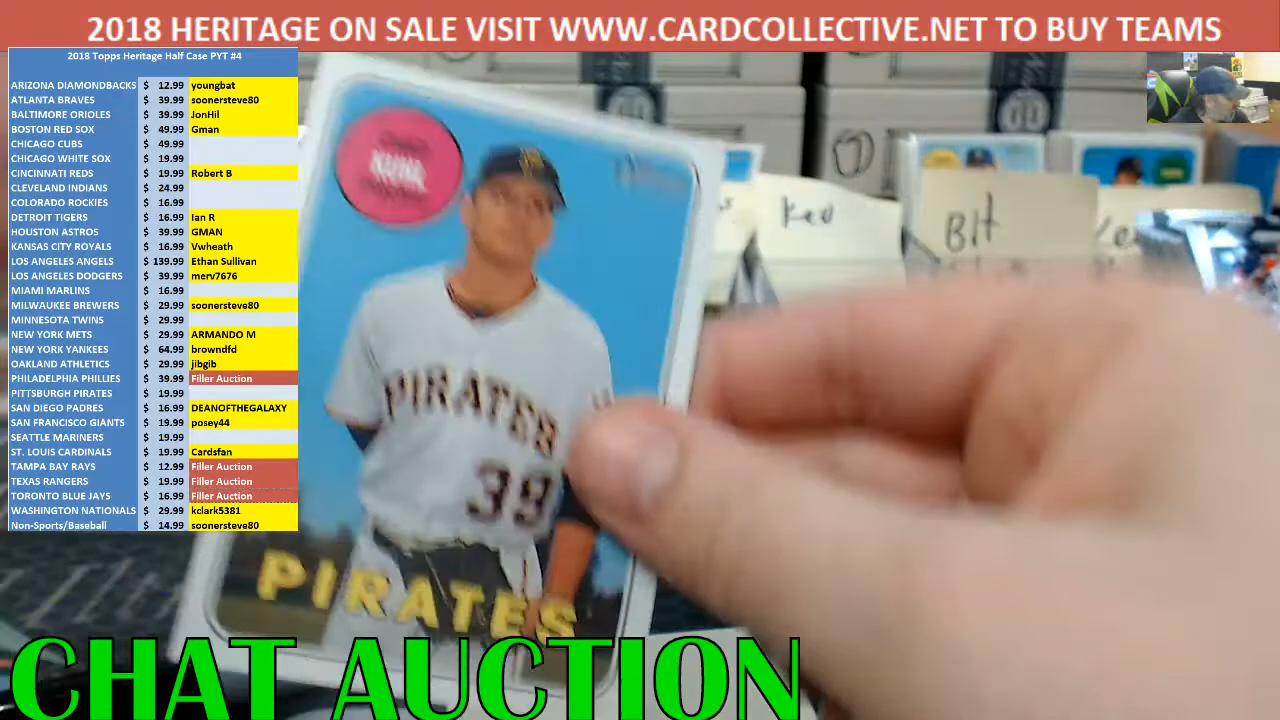 2018 HERITAGE ON SALE VISIT WWW.CARDCOLLECTIVE.NET TO BUY TEAMS
2018 Topps Heritage Half Case PYT #4
ARIZONA DIAMONDBACKS $ 12.99 youngbat
ATLANTA BRAVES $ 39.99 soonersteve80
BALTIMORE ORIOLES $ 39.99 JonHil
BOSTON RED SOX $ 49.99 Gman
CHICAGO CUBS $ 49.99
CHICAGO WHITE SOX $ 19.99
CINCINNATI REDS $ 19.99 Robert B
CLEVELAND INDIANS $ 24.99
COLORADO ROCKIES $ 16.99
DETROIT TIGERS $ 16.99 Ian R
HOUSTON ASTROS $ 39.99 GMAN
KANSAS CITY ROYALS $ 16.99 Vwheath
LOS ANGELES ANGELS $ 139.99 Ethan Sullivan
LOS ANGELES DODGERS $ 39.99 merv7676
MIAMI MARLINS $ 16.99
MILWAUKEE BREWERS $ 29.99 soonersteve80
MINNESOTA TWINS $ 29.99
NEW YORK METS $ 29.99 ARMANDO M
NEW YORK YANKEES $ 64.99 browndfd
OAKLAND ATHLETICS $ 29.99 jibgib
PHILADELPHIA PHILLIES $ 39.99 Filler Auction
PITTSBURGH PIRATES $ 19.99
SAN DIEGO PADRES $ 16.99 DEANOFTHEGALAXY
SAN FRANCISCO GIANTS $ 19.99 posey44
SEATTLE MARINERS $ 19.99
ST. LOUIS CARDINALS $ 19.99 Cardsfan
TAMPA BAY RAYS $ 12.99 Filler Auction
TEXAS RANGERS $ 19.99 Filler Auction
TORONTO BLUE JAYS $ 16.99 Filler Auction
WASHINGTON NATIONALS $ 29.99 kclark5381
Non-Sports/Baseball $ 14.99 soonersteve80
KUHL
PIRATES
39
PIRATES
Kev
CHAT AUCTION